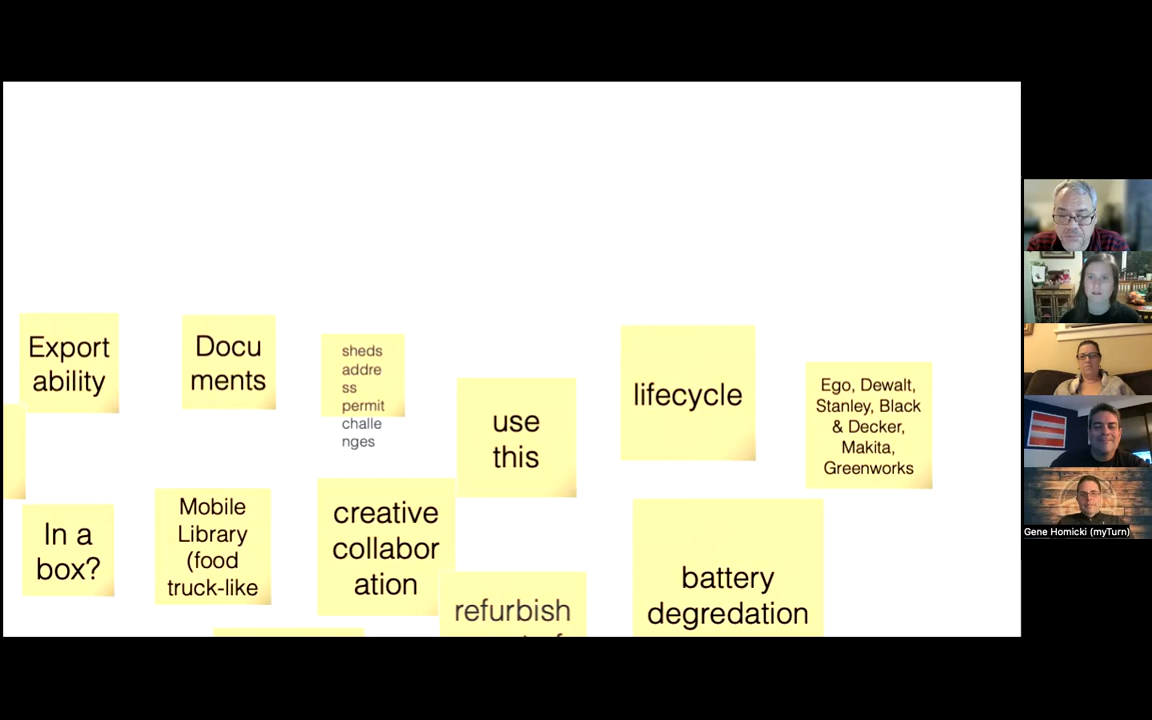 Export
ability
Docu
ments
sheds
addre
ss
permit
challe
nges
use
this
lifecycle
Ego, Dewalt,
Stanley, Black
& Decker,
Makita,
Greenworks
In a
box?
Mobile
Library
(food
truck-like
creative
collabor
ation
refurbish
battery
degredation
Gene Homicki (myTurn)